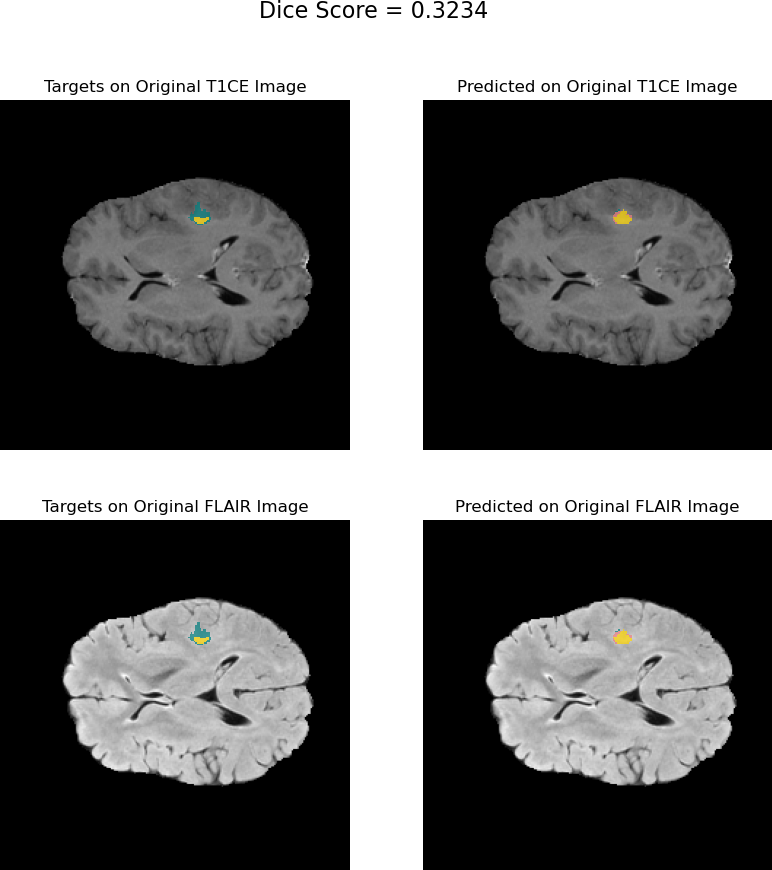 Dice Score = 0.3234
Targets on Original T1CE Image
Predicted on Original T1CE Image
Targets on Original FLAIR Image
Predicted on Original FLAIR Image